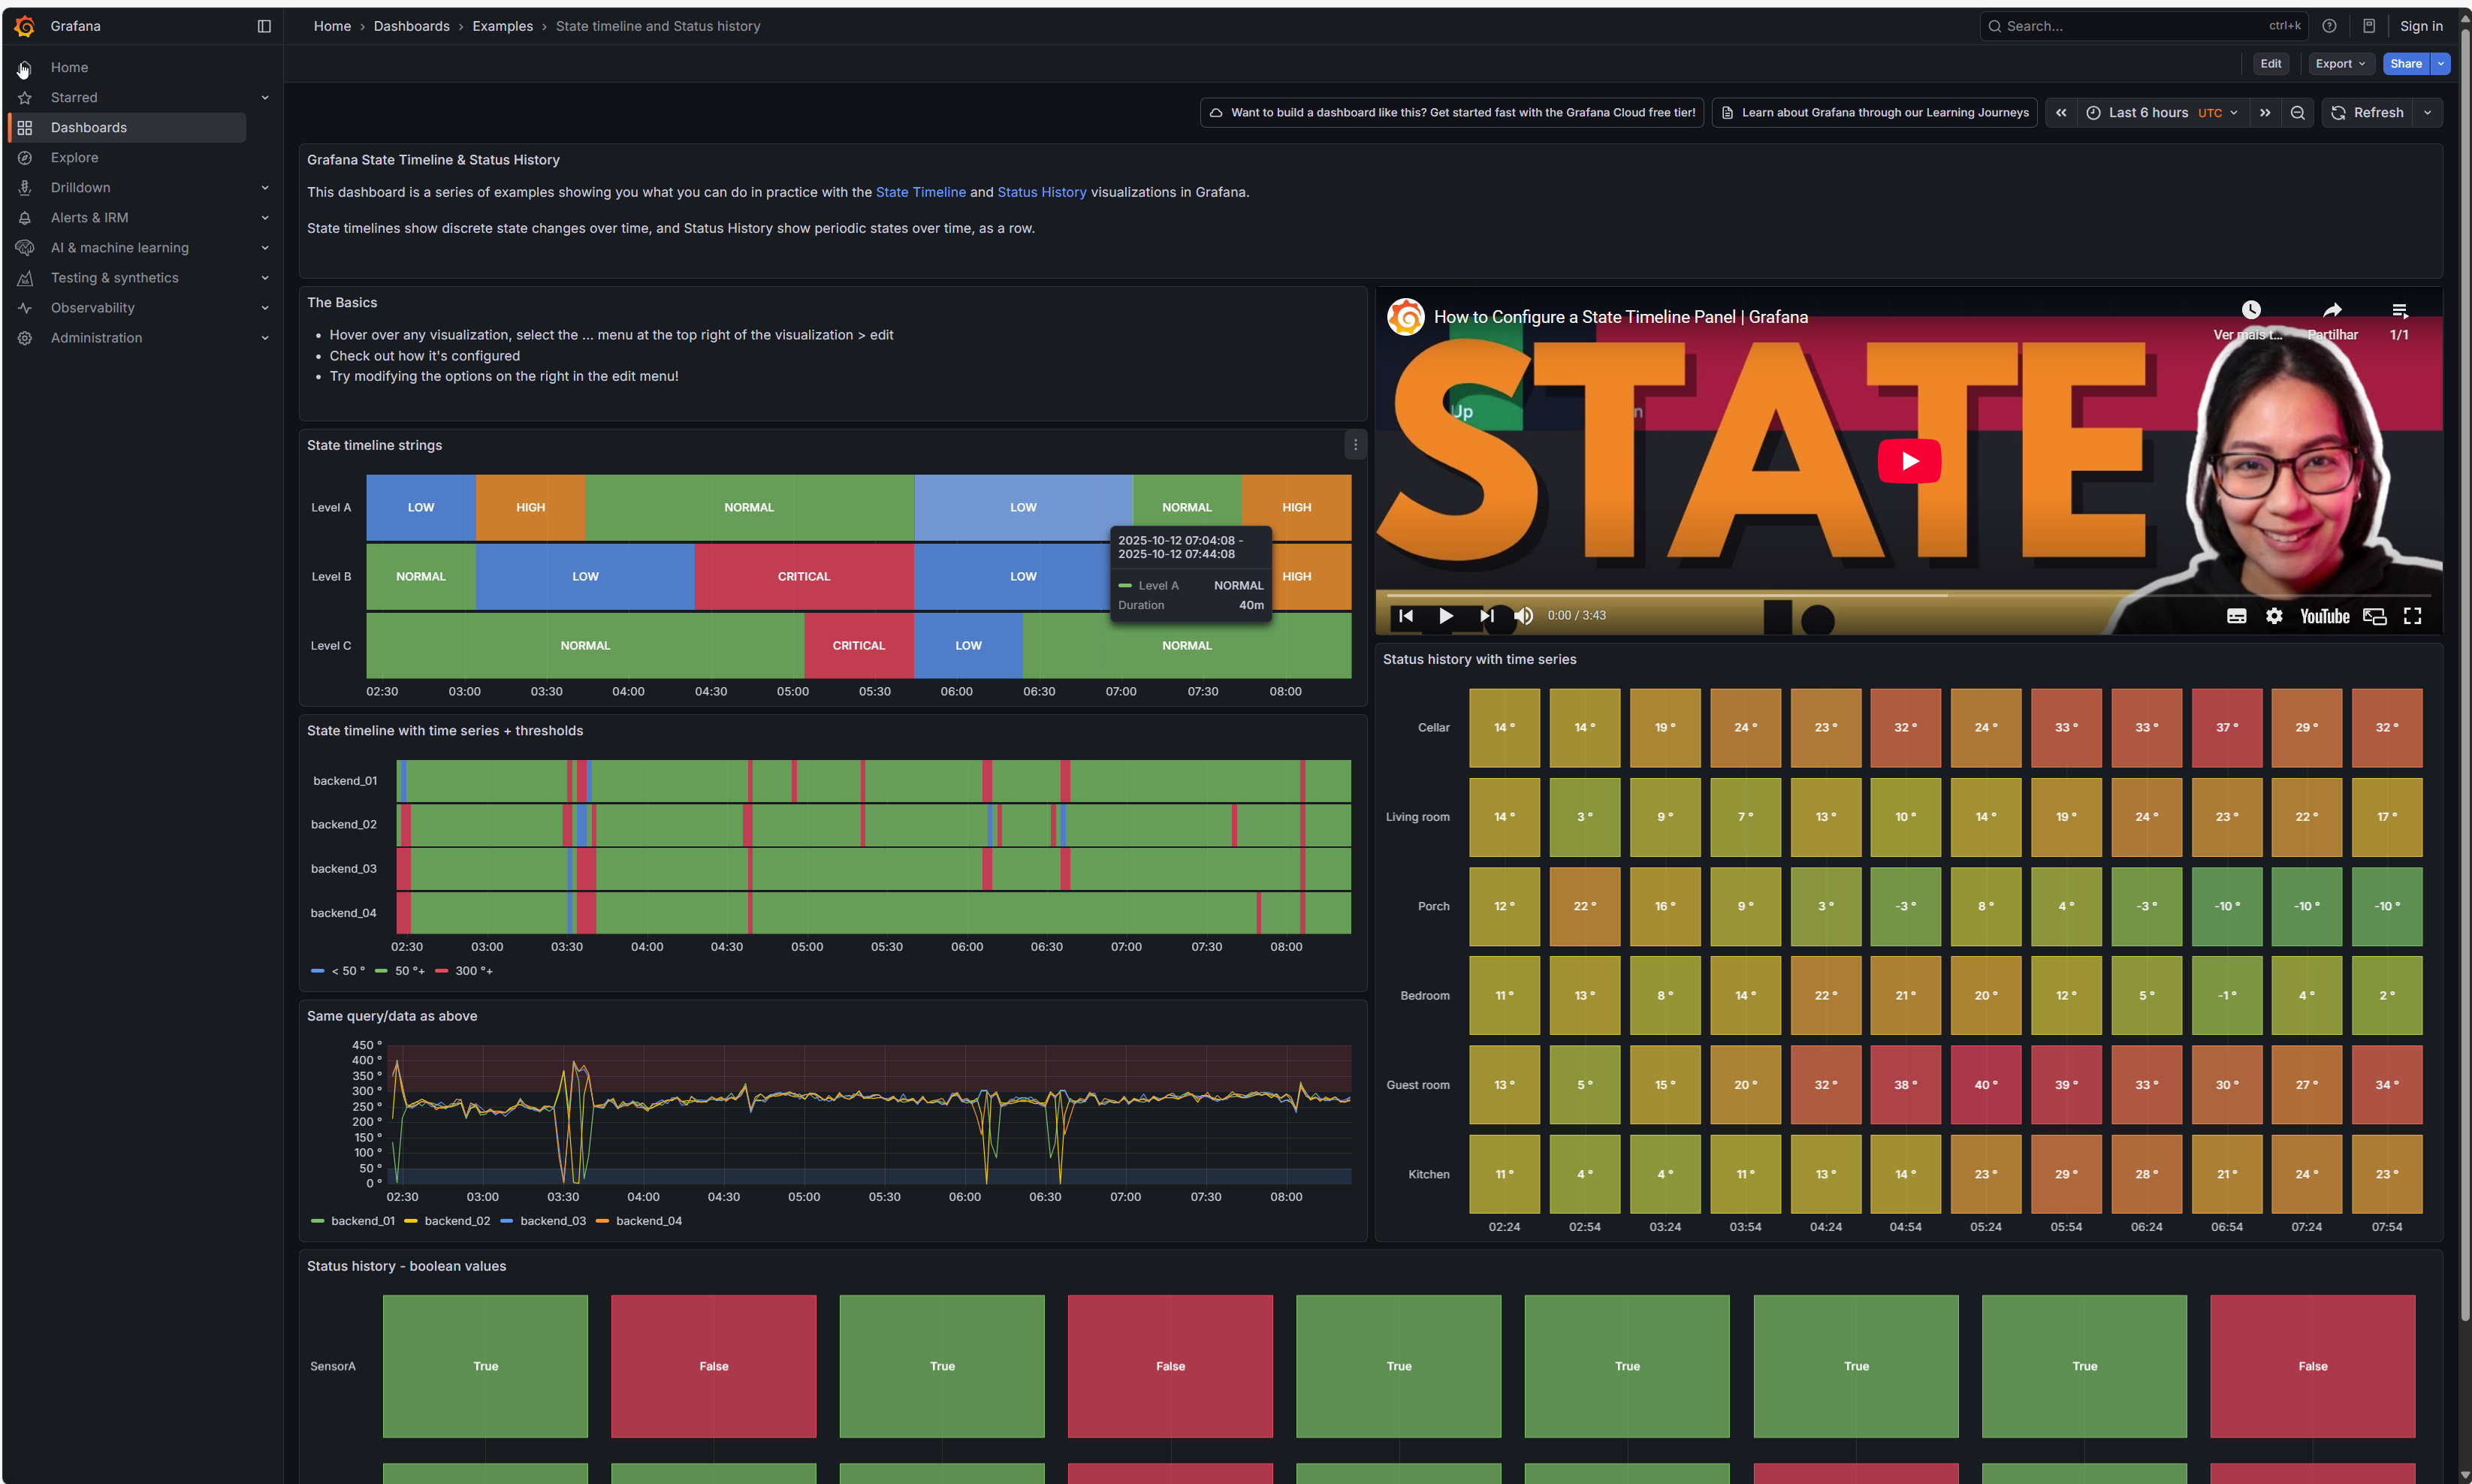 Grafana
Home › Dashboards › Examples › State timeline and Status history
Search... ctrl+k
Sign in
Home
Starred
Dashboards
Explore
Drilldown
Alerts & IRM
AI & machine learning
Testing & synthetics
Observability
Administration
Edit
Export
Share
Want to build a dashboard like this? Get started fast with the Grafana Cloud free tier!
Learn about Grafana through our Learning Journeys
Last 6 hours UTC
Refresh
Grafana State Timeline & Status History
This dashboard is a series of examples showing you what you can do in practice with the State Timeline and Status History visualizations in Grafana.
State timelines show discrete state changes over time, and Status History show periodic states over time, as a row.
The Basics
• Hover over any visualization, select the ... menu at the top right of the visualization > edit
• Check out how it's configured
• Try modifying the options on the right in the edit menu!
How to Configure a State Timeline Panel | Grafana
Ver mais t...
Partilhar
1/1
Up
STATE
0:00 / 3:43
YouTube
State timeline strings
Level A LOW HIGH NORMAL LOW NORMAL HIGH
2025-10-12 07:04:08 -
2025-10-12 07:44:08
Level A NORMAL
Duration 40m
Level B NORMAL LOW CRITICAL LOW HIGH
Level C NORMAL CRITICAL LOW NORMAL
02:30 03:00 03:30 04:00 04:30 05:00 05:30 06:00 06:30 07:00 07:30 08:00
State timeline with time series + thresholds
backend_01
backend_02
backend_03
backend_04
02:30 03:00 03:30 04:00 04:30 05:00 05:30 06:00 06:30 07:00 07:30 08:00
< 50 ° 50 °+ 300 °+
Same query/data as above
450 °
400 °
350 °
300 °
250 °
200 °
150 °
100 °
50 °
0 °
02:30 03:00 03:30 04:00 04:30 05:00 05:30 06:00 06:30 07:00 07:30 08:00
backend_01 backend_02 backend_03 backend_04
Status history with time series
Cellar 14 ° 14 ° 19 ° 24 ° 23 ° 32 ° 24 ° 33 ° 33 ° 37 ° 29 ° 32 °
Living room 14 ° 3 ° 9 ° 7 ° 13 ° 10 ° 14 ° 19 ° 24 ° 23 ° 22 ° 17 °
Porch 12 ° 22 ° 16 ° 9 ° 3 ° -3 ° 8 ° 4 ° -3 ° -10 ° -10 ° -10 °
Bedroom 11 ° 13 ° 8 ° 14 ° 22 ° 21 ° 20 ° 12 ° 5 ° -1 ° 4 ° 2 °
Guest room 13 ° 5 ° 15 ° 20 ° 32 ° 38 ° 40 ° 39 ° 33 ° 30 ° 27 ° 34 °
Kitchen 11 ° 4 ° 4 ° 11 ° 13 ° 14 ° 23 ° 29 ° 28 ° 21 ° 24 ° 23 °
02:24 02:54 03:24 03:54 04:24 04:54 05:24 05:54 06:24 06:54 07:24 07:54
Status history - boolean values
SensorA True False True False True True True True False